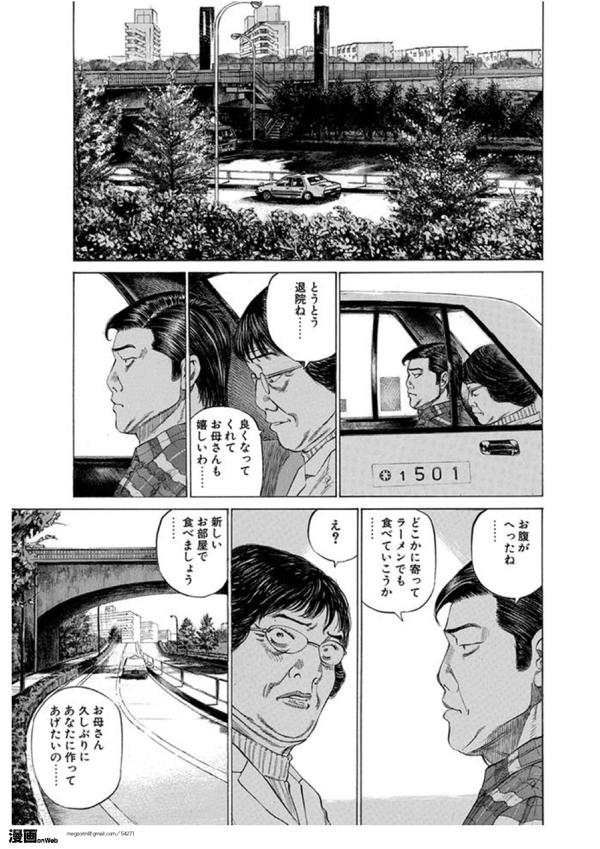 とうとう
退院ね……
良くなって
くれて
お母さんも
嬉しいわ……
1501
お腹が
へったね
……
どこかに寄って
ラーメンでも
食べていこうか
え？
新しい
お部屋で
食べましょう
……
お母さん
久しぶりに
あなたに作って
あげたいの……
漫画onWeb
megaorin@gmail.com/54271